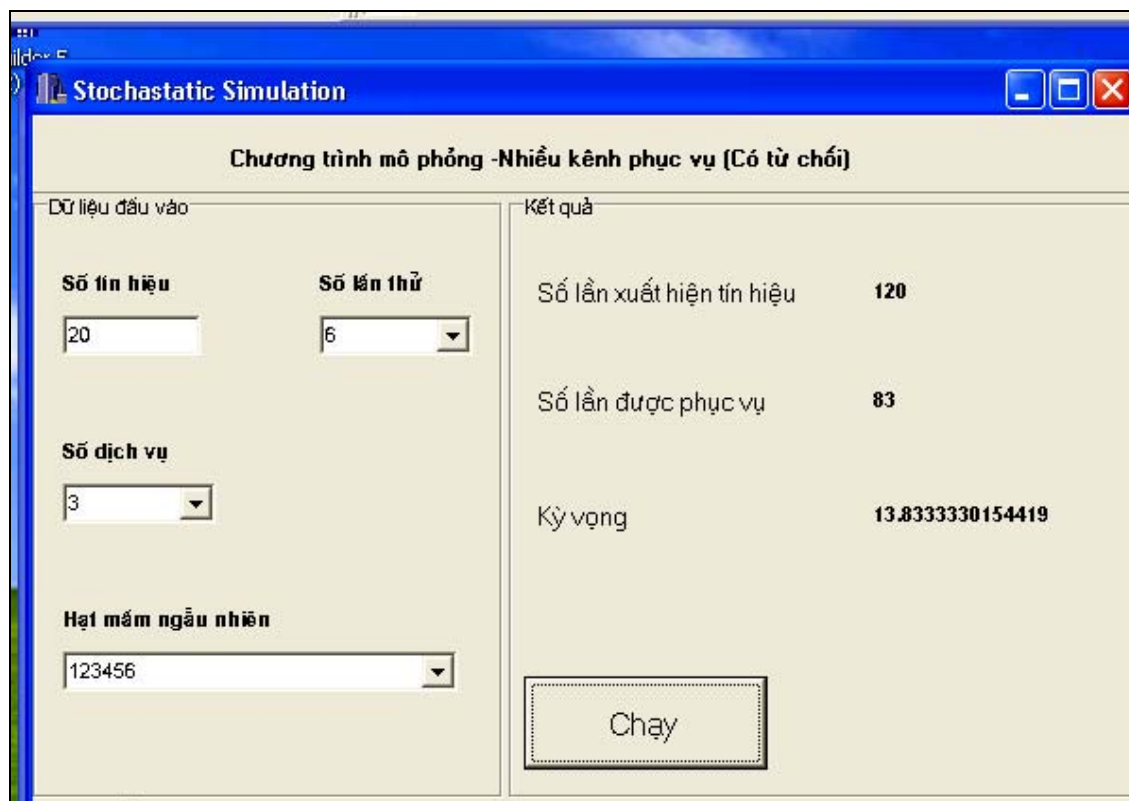 Stochastatic Simulation
Chương trình mô phỏng -Nhiều kênh phục vụ (Có từ chối)
Dữ liệu đầu vào
Số tín hiệu
Số lần thử
20
6
Số dịch vụ
3
Hạt mầm ngẫu nhiên
123456
Kết quả
Số lần xuất hiện tín hiệu
120
Số lần được phục vụ
83
Kỳ vọng
13.8333330154419
Chạy